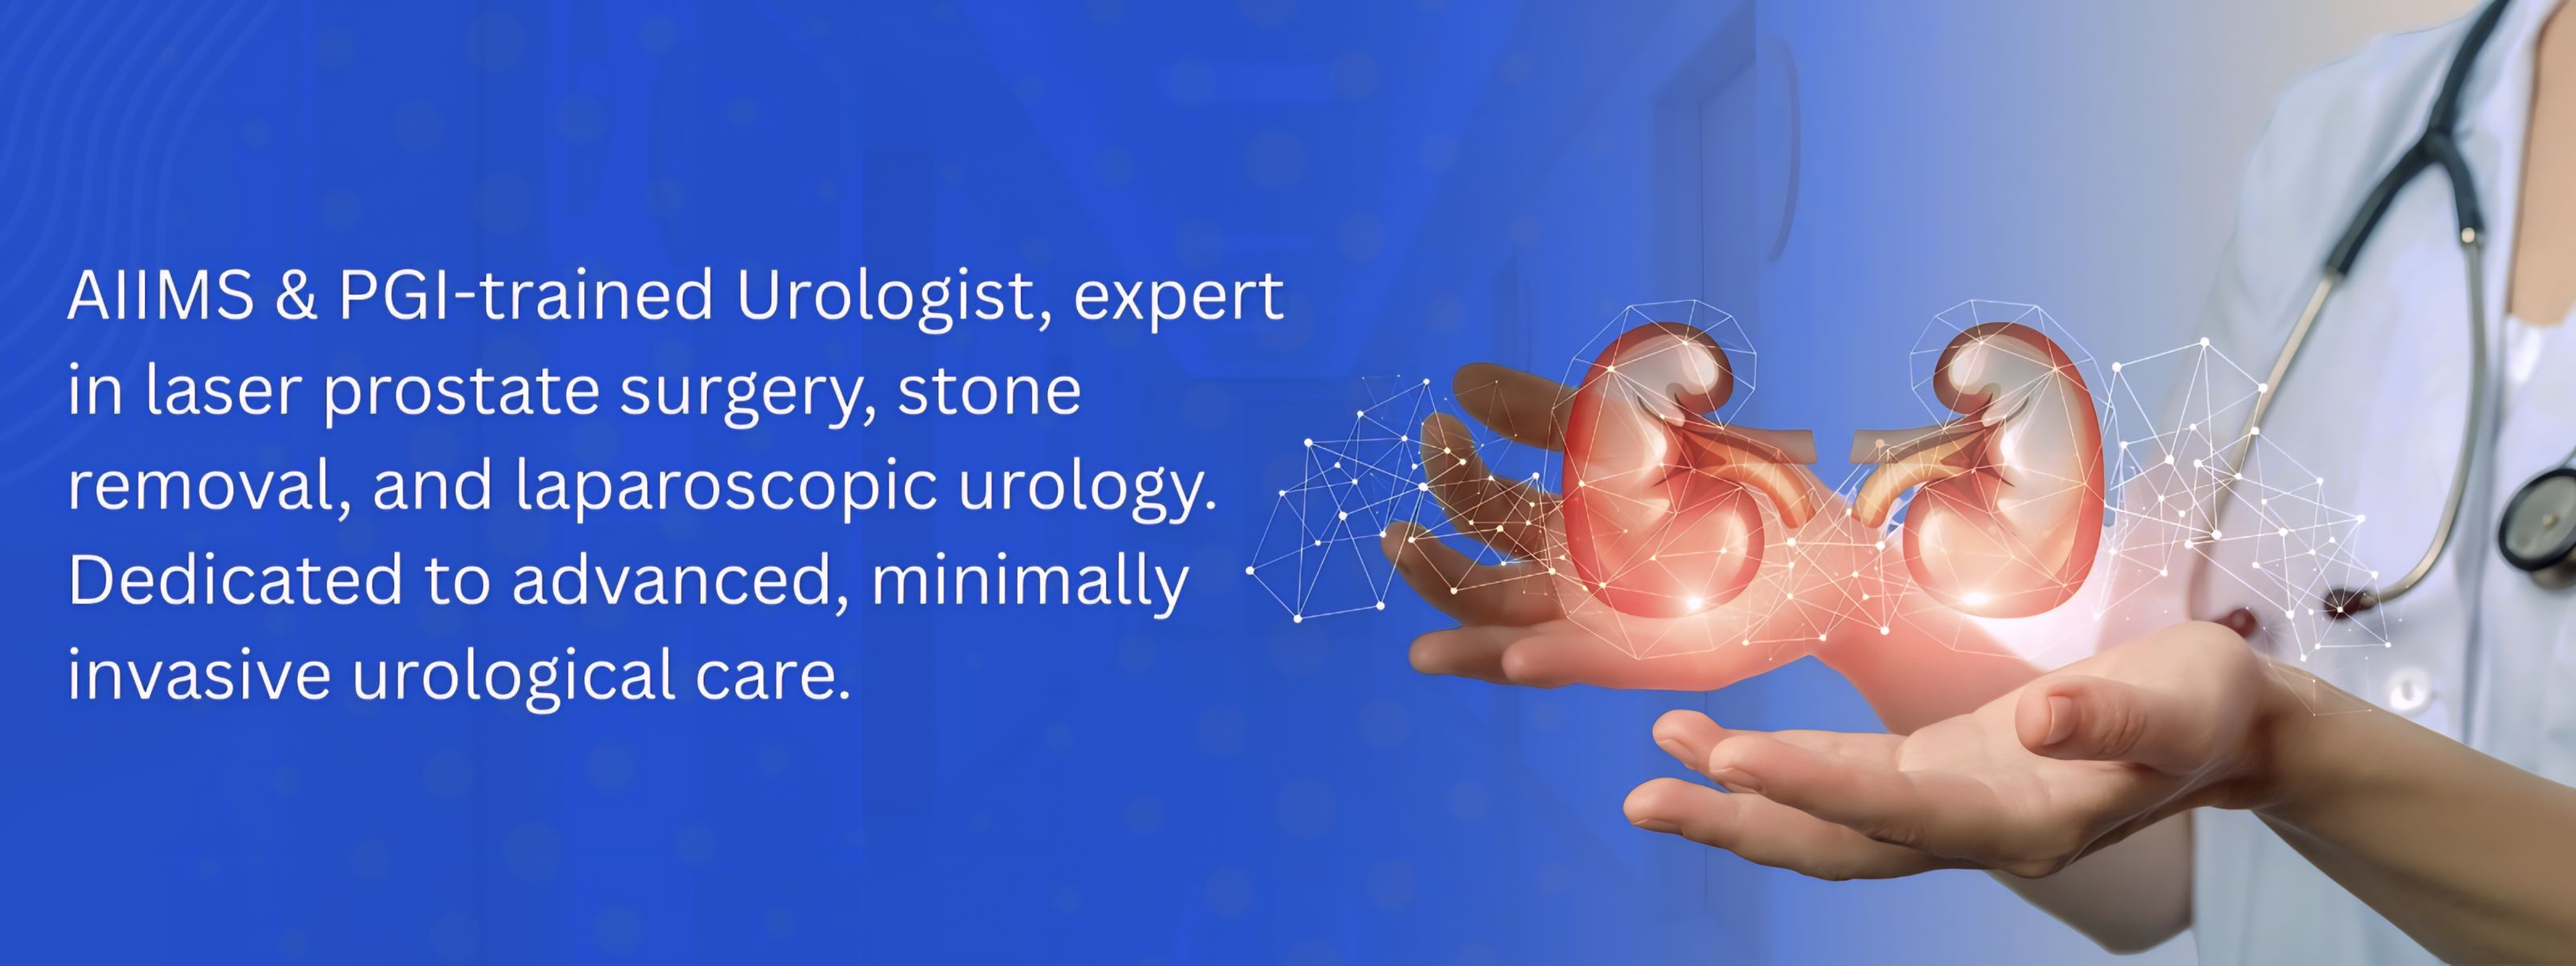 AIIMS & PGI-trained Urologist, expert
in laser prostate surgery, stone
removal, and laparoscopic urology.
Dedicated to advanced, minimally
invasive urological care.